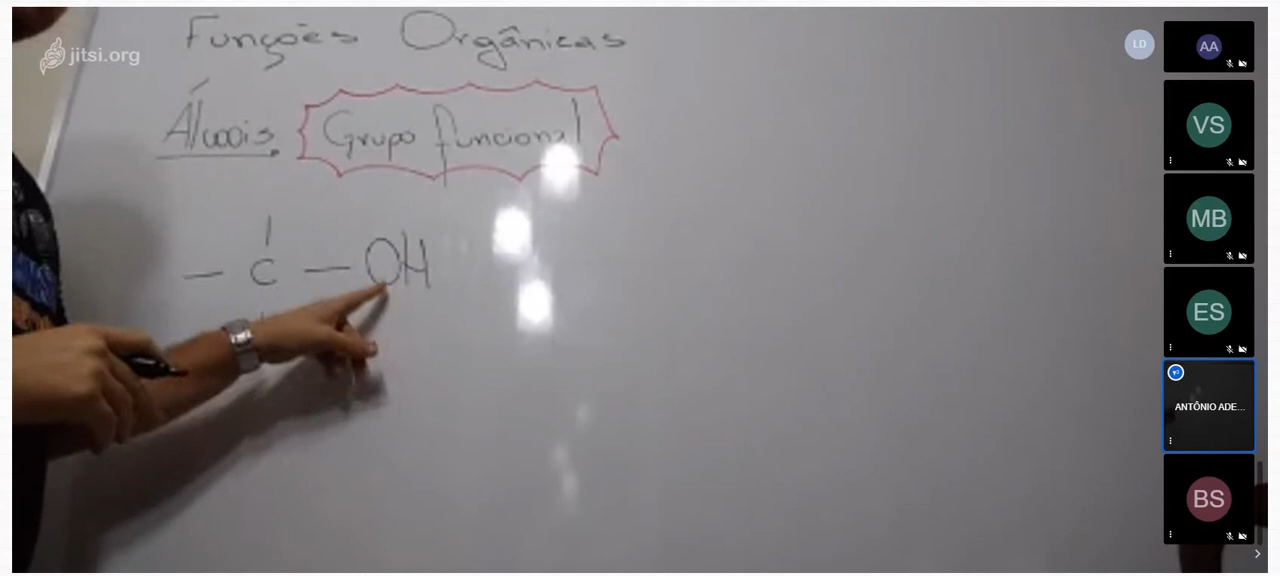 Funções Orgânicas
jitsi.org
Álcoois. Grupo funcional
– C – OH
LD
AA
VS
MB
ES
ANTÔNIO ADE...
BS